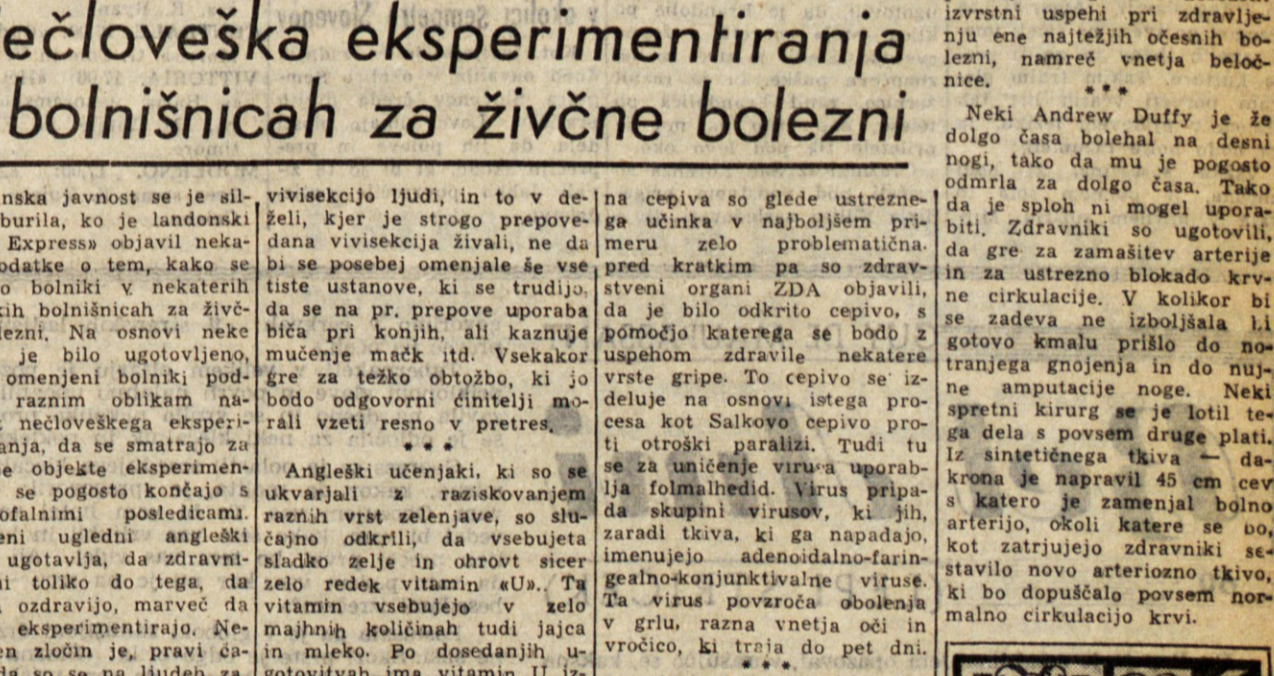 ečloveška eksperimentiranja
bolnišnicah za živčne bolezni
nska javnost se je sil-
burila, ko je landonski
Express» objavil neka-
odatke o tem, kako se
o bolniki v nekaterih
kih bolnišnicah za živč-
lezni. Na osnovi neke
je bilo ugotovljeno,
omenjeni bolniki pod-
raznim oblikam na-
nečloveškega eksperi-
anja, da se smatrajo za
e objekte eksperimen-
se pogosto končajo s
ofalnimi posledicami.
eni ugledni angleški
ugotavlja, da zdravni-
ni toliko do tega, da
ozdravijo, marveč da
eksperimentirajo. Ne-
en zločin je, pravi ča-
da so se na ljudeh za
vivisekcijo ljudi, in to v de-
želi, kjer je strogo prepove-
dana vivisekcija živali, ne da
bi se posebej omenjale še vse
tiste ustanove, ki se trudijo,
da se na pr. prepove uporaba
biča pri konjih, ali kaznuje
mučenje mačk itd. Vsekakor
gre za težko obtožbo, ki jo
bodo odgovorni činitelji mo-
rali vzeti resno v pretres.
* * *
Angleški učenjaki, ki so se
ukvarjali z raziskovanjem
raznih vrst zelenjave, so slu-
čajno odkrili, da vsebujeta
sladko zelje in ohrovt sicer
zelo redek vitamin «U».. Ta
vitamin vsebujejo v zelo
majhnih količinah tudi jajca
in mleko. Po dosedanjih u-
gotovitvah ima vitamin U iz-
na cepiva so glede ustrezne-
ga učinka v najboljšem pri-
meru zelo problematična.
pred kratkim pa so zdrav-
stveni organi ZDA objavili,
da je bilo odkrito cepivo, s
pomočjo katerega se bodo z
uspehom zdravile nekatere
vrste gripe. To cepivo se iz-
deluje na osnovi istega pro-
cesa kot Salkovo cepivo pro-
ti otroški paralizi. Tudi tu
se za uničenje virusa uporab-
lja folmalhedid. Virus pripa-
da skupini virusov, ki jih,
zaradi tkiva, ki ga napadajo,
imenujejo adenoidalno-farin-
gealno-konjunktivalne viruse.
Ta virus povzroča obolenja
v grlu, razna vnetja oči in
vročico, ki traja do pet dni.
* * *
izvrstni uspehi pri zdravlje-
nju ene najtežjih očesnih bo-
lezni, namreč vnetja beloč-
nice.
* * *
Neki Andrew Duffy je že
dolgo časa bolehal na desni
nogi, tako da mu je pogosto
odmrla za dolgo časa. Tako
da je sploh ni mogel upora-
biti. Zdravniki so ugotovili,
da gre za zamašitev arterije
in za ustrezno blokado krv-
ne cirkulacije. V kolikor bi
se zadeva ne izboljšala bi
gotovo kmalu prišlo do no-
tranjega gnojenja in do nuj-
ne amputacije noge. Neki
spretni kirurg se je lotil te-
ga dela s povsem druge plati.
Iz sintetičnega tkiva — da-
krona je napravil 45 cm cev
s katero je zamenjal bolno
arterijo, okoli katere se bo,
kot zatrjujejo zdravniki se-
stavilo novo arteriozno tkivo,
ki bo dopuščalo povsem nor-
malno cirkulacijo krvi.